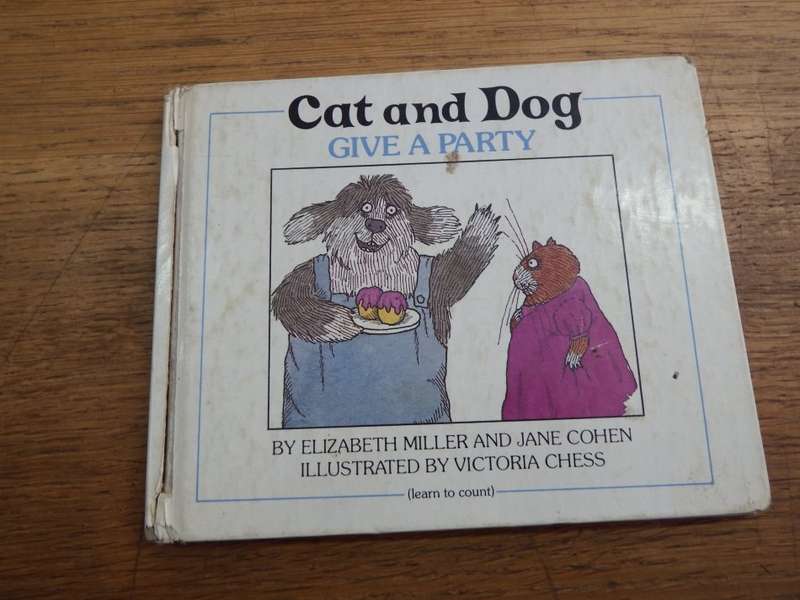 Cat and Dog
GIVE A PARTY
BY ELIZABETH MILLER AND JANE COHEN
ILLUSTRATED BY VICTORIA CHESS
(learn to count)